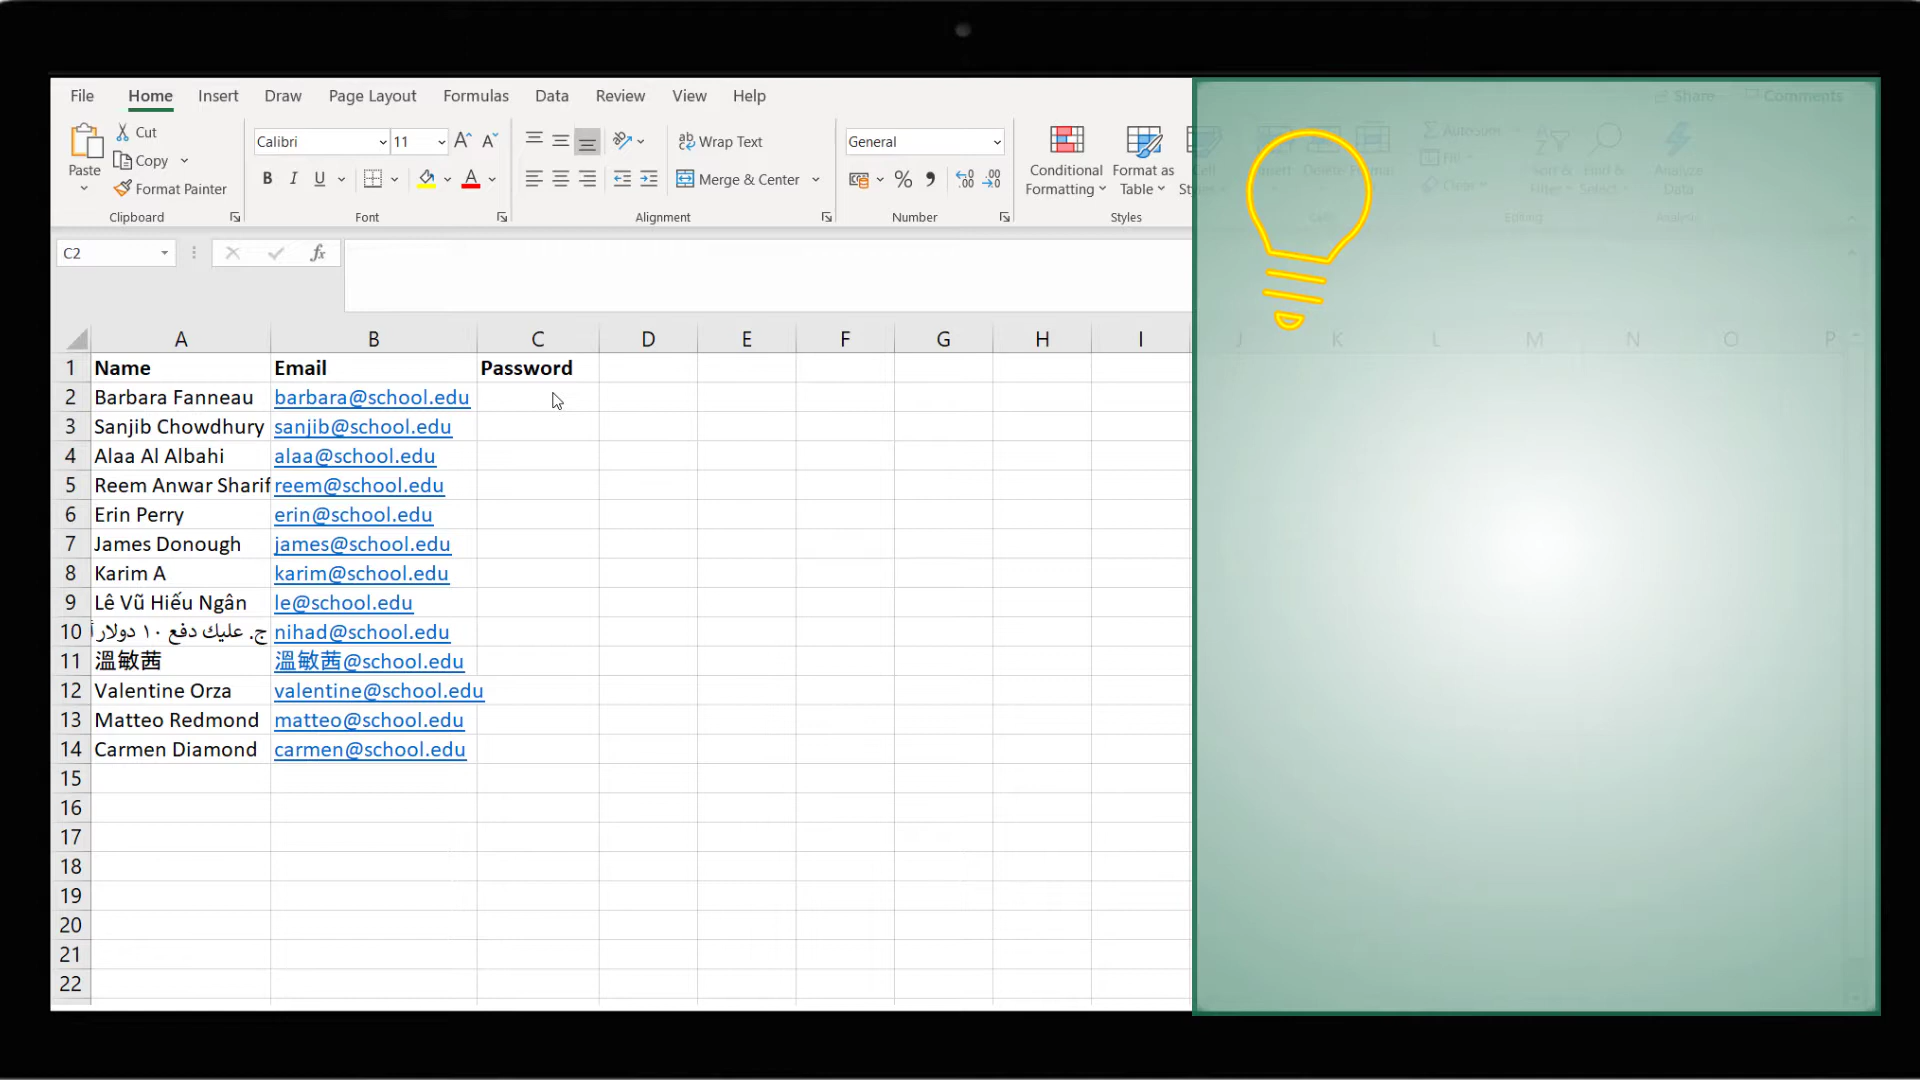 File Home Insert Draw Page Layout Formulas Data Review View Help Share Comments
Cut
Copy
Format Painter
Paste
Clipboard
Calibri 11
B I U
Font
Wrap Text
Merge & Center
Alignment
General
Number
Conditional Formatting
Format as Table
Styles
AutoSum
Fill
Clear
Sort & Filter
Find & Select
Editing
Analyze Data
C2 fx
A B C D E F G H I J K L M N O P
1 Name Email Password
2 Barbara Fanneau barbara@school.edu
3 Sanjib Chowdhury sanjib@school.edu
4 Alaa Al Albahi alaa@school.edu
5 Reem Anwar Sharif reem@school.edu
6 Erin Perry erin@school.edu
7 James Donough james@school.edu
8 Karim A karim@school.edu
9 Lê Vũ Hiếu Ngân le@school.edu
10 ج. عليك دفع ١٠ دولار nihad@school.edu
11 溫敏茜 溫敏茜@school.edu
12 Valentine Orza valentine@school.edu
13 Matteo Redmond matteo@school.edu
14 Carmen Diamond carmen@school.edu
15
16
17
18
19
20
21
22